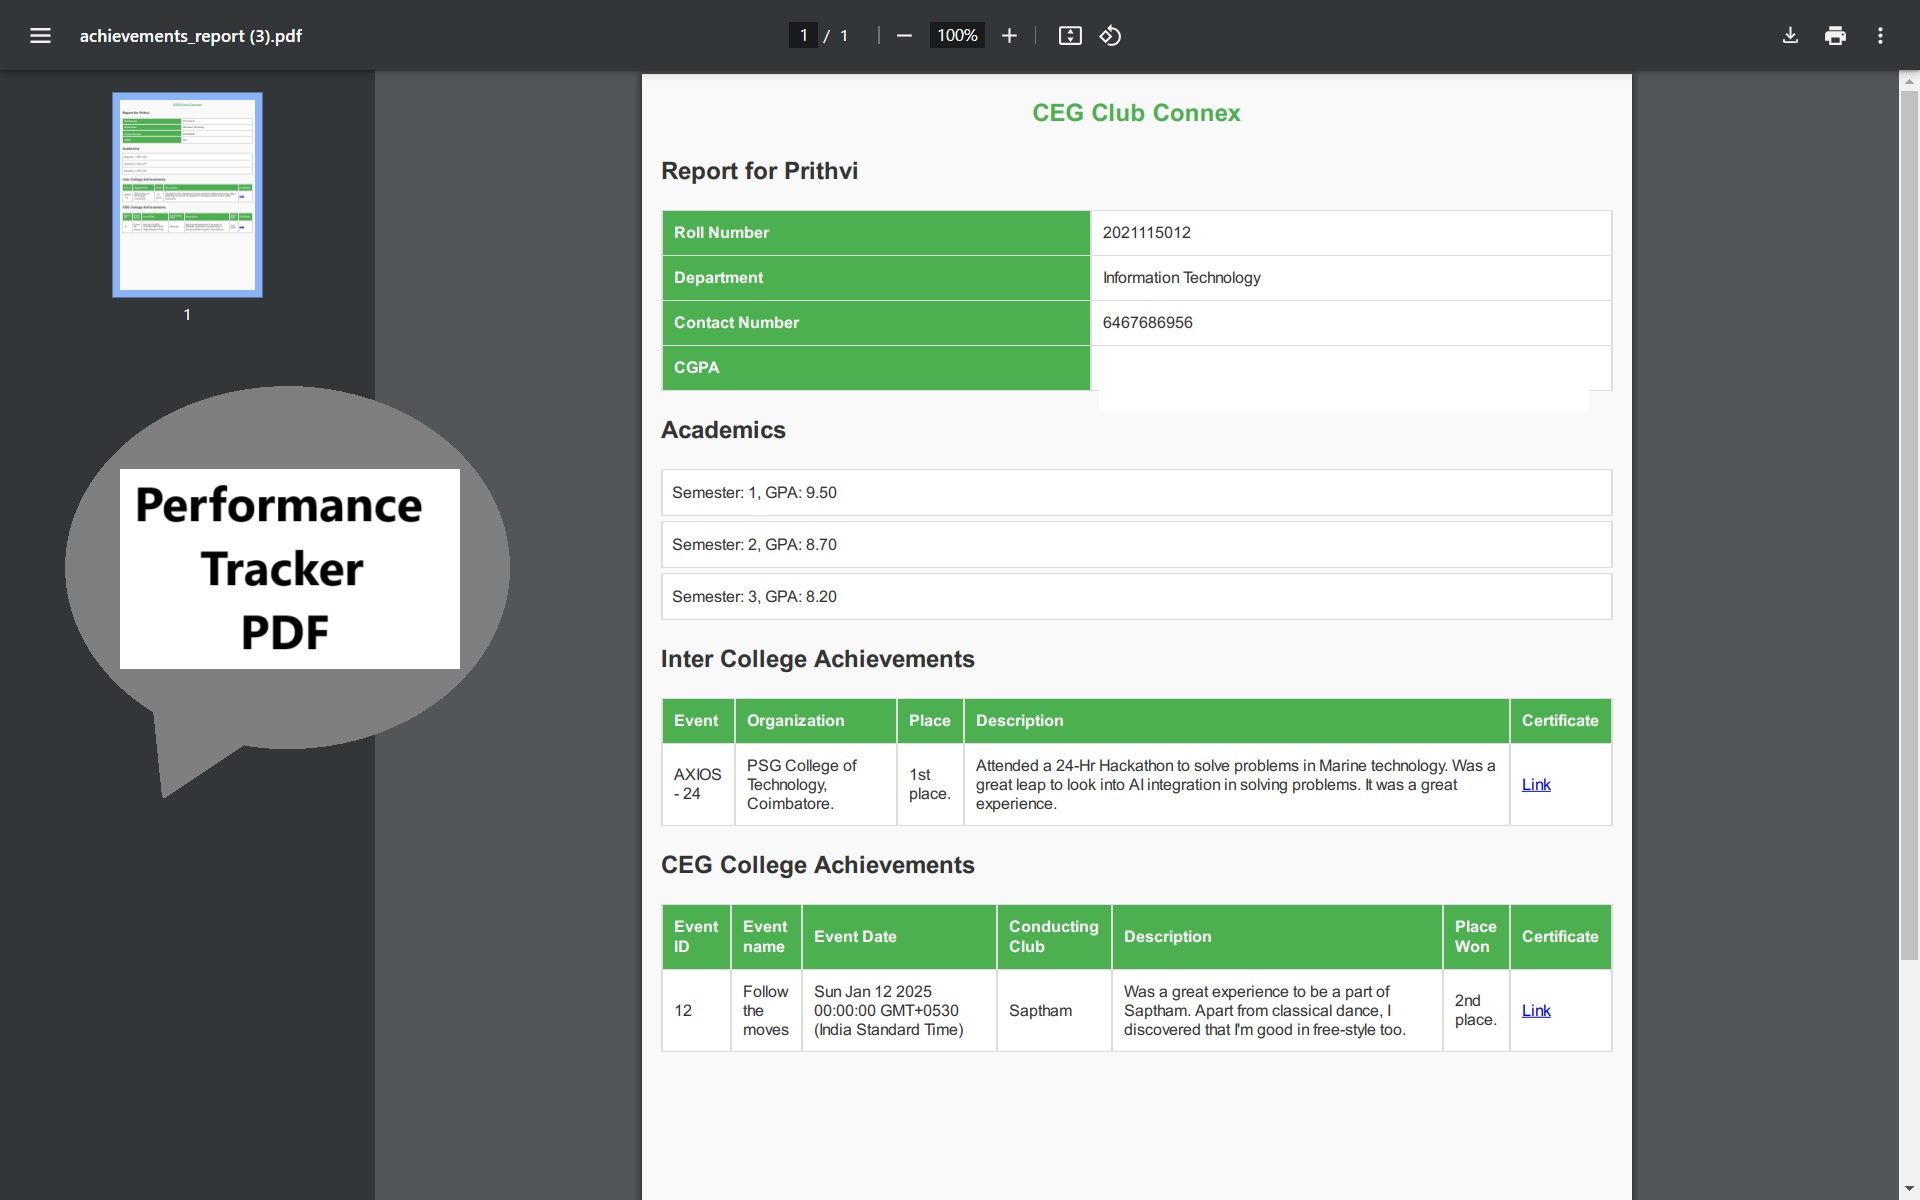 achievements_report (3).pdf
1 / 1
100%
1
Performance
Tracker
PDF
CEG Club Connex
Report for Prithvi
Roll Number 2021115012
Department Information Technology
Contact Number 6467686956
CGPA
Academics
Semester: 1, GPA: 9.50
Semester: 2, GPA: 8.70
Semester: 3, GPA: 8.20
Inter College Achievements
Event Organization Place Description Certificate
AXIOS
- 24
PSG College of
Technology,
Coimbatore.
1st
place.
Attended a 24-Hr Hackathon to solve problems in Marine technology. Was a
great leap to look into AI integration in solving problems. It was a great
experience.
Link
CEG College Achievements
Event
ID
Event
name
Event Date
Conducting
Club
Description
Place
Won
Certificate
12
Follow
the
moves
Sun Jan 12 2025
00:00:00 GMT+0530
(India Standard Time)
Saptham
Was a great experience to be a part of
Saptham. Apart from classical dance, I
discovered that I'm good in free-style too.
2nd
place.
Link